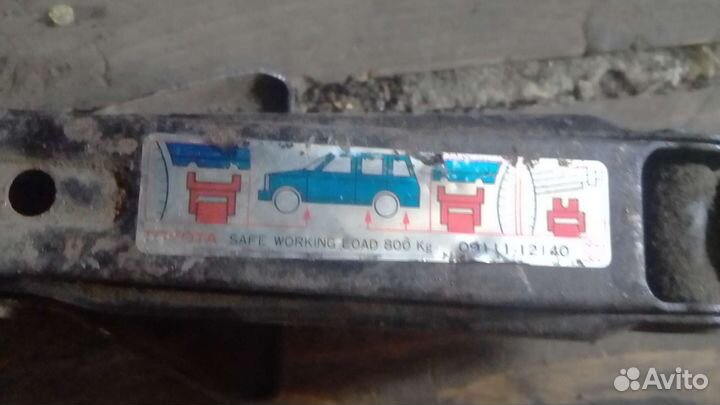 TOYOTA SAFE WORKING LOAD 800 Kg 09111-12140
Avito